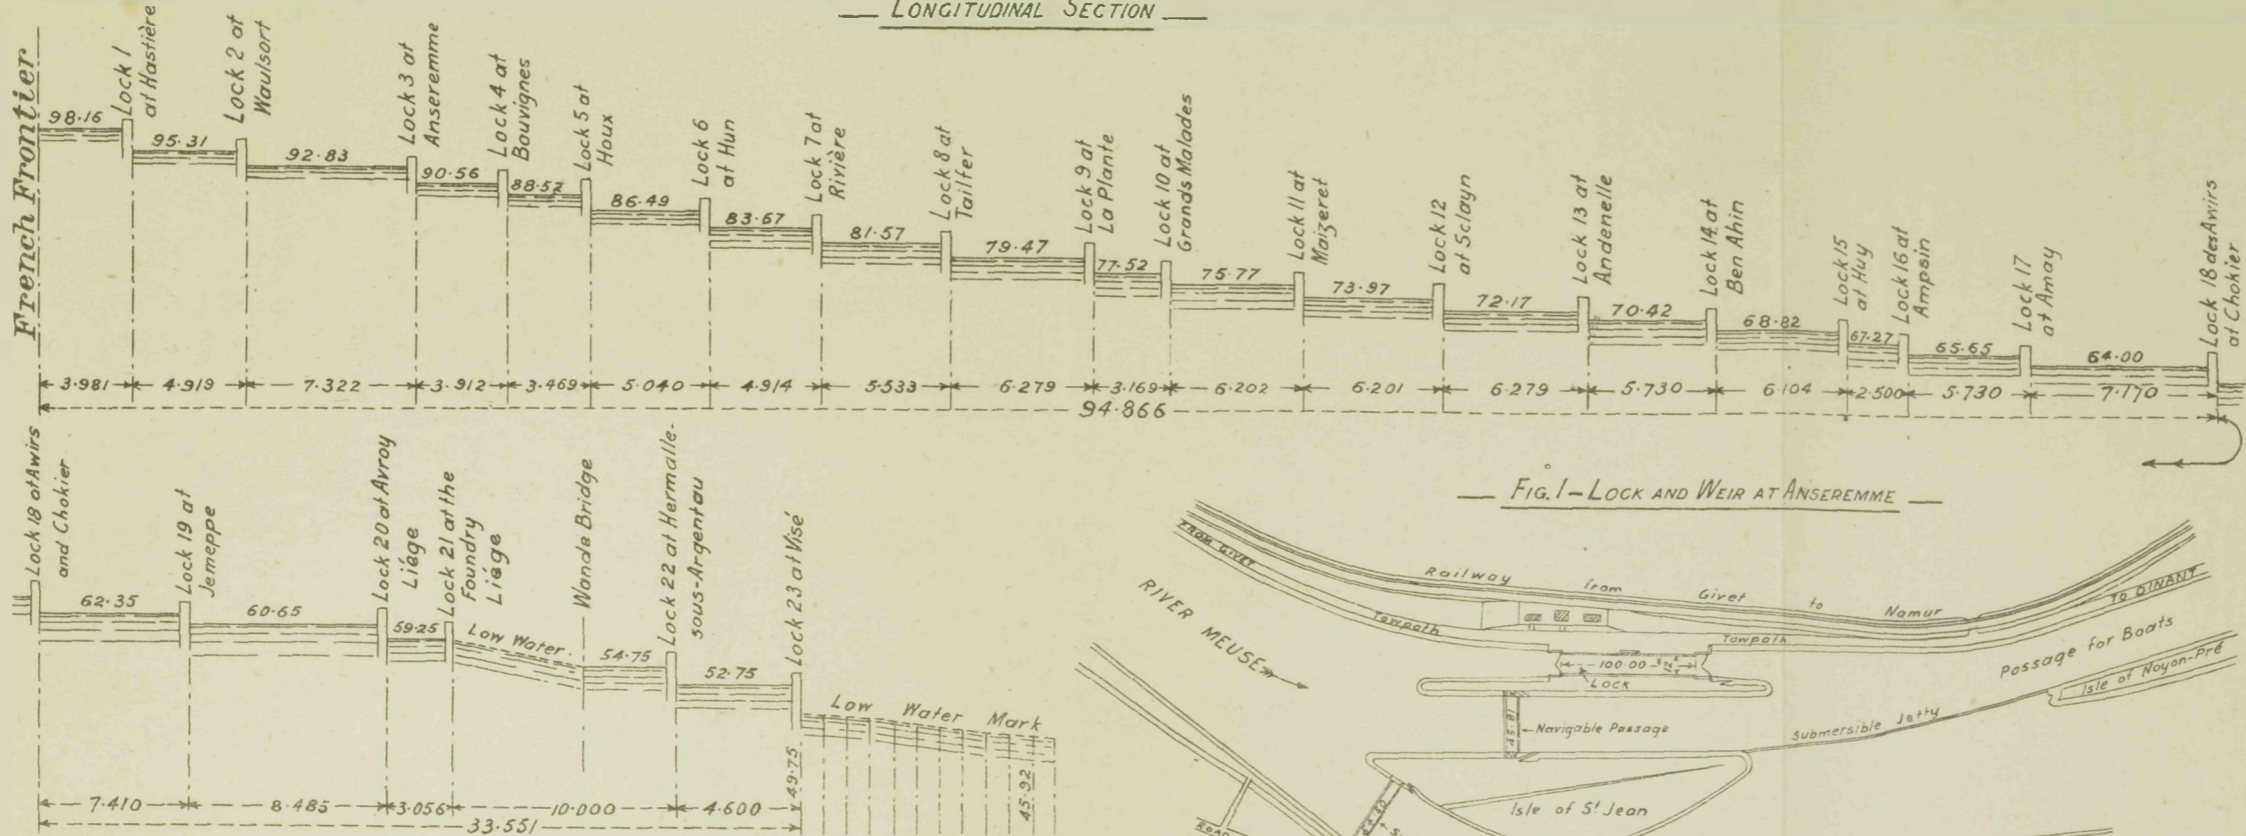 LONGITUDINAL SECTION
French Frontier
Lock 1
at Hastière
Lock 2 at
Waulsort
Lock 3 at
Anseremme
Lock 4 at
Bouvignes
Lock 5 at
Houx
Lock 6
at Hun
Lock 7 at
Rivière
Lock 8 at
Tailfer
Lock 9 at
La Plante
Lock 10 at
Grands Malades
Lock 11 at
Maizeret
Lock 12
at Sclayn
Lock 13 at
Andenelle
Lock 14 at
Ben Ahin
Lock 15
at Huy
Lock 16 at
Ampsin
Lock 17
at Amay
Lock 18 des Awirs
at Chokier
98.16 95.31 92.83 90.56 88.52 86.49 83.67 81.57 79.47 77.52 75.77 73.97 72.17 70.42 68.82 67.27 65.65 64.00
3.981 4.919 7.322 3.912 3.469 5.040 4.914 5.533 6.279 3.169 6.202 6.201 6.279 5.730 6.104 2.500 5.730 7.170
94.866
Lock 18 at Awirs
and Chokier
Lock 19 at
Jemeppe
Lock 20 at Avroy
Liége
Lock 21 at the
Foundry
Liége
Wando Bridge
Lock 22 at Hermalle-
sous-Argentau
Lock 23 at Visé
62.35 60.65 59.25 Low Water. 54.75 52.75
Low Water Mark
49.75
45.92
7.410 8.485 3.056 10.000 4.600
33.551
FIG. 1 - LOCK AND WEIR AT ANSEREMME
FROM GIVET
Railway from Givet to Namur
TO DINANT
RIVER MEUSE
Towpath
Towpath
Passage for Boats
100.00
LOCK
Isle of Noyon-Pré
45.81
Navigable Passage
Submersible Jetty
Isle of St Jean
ROAD